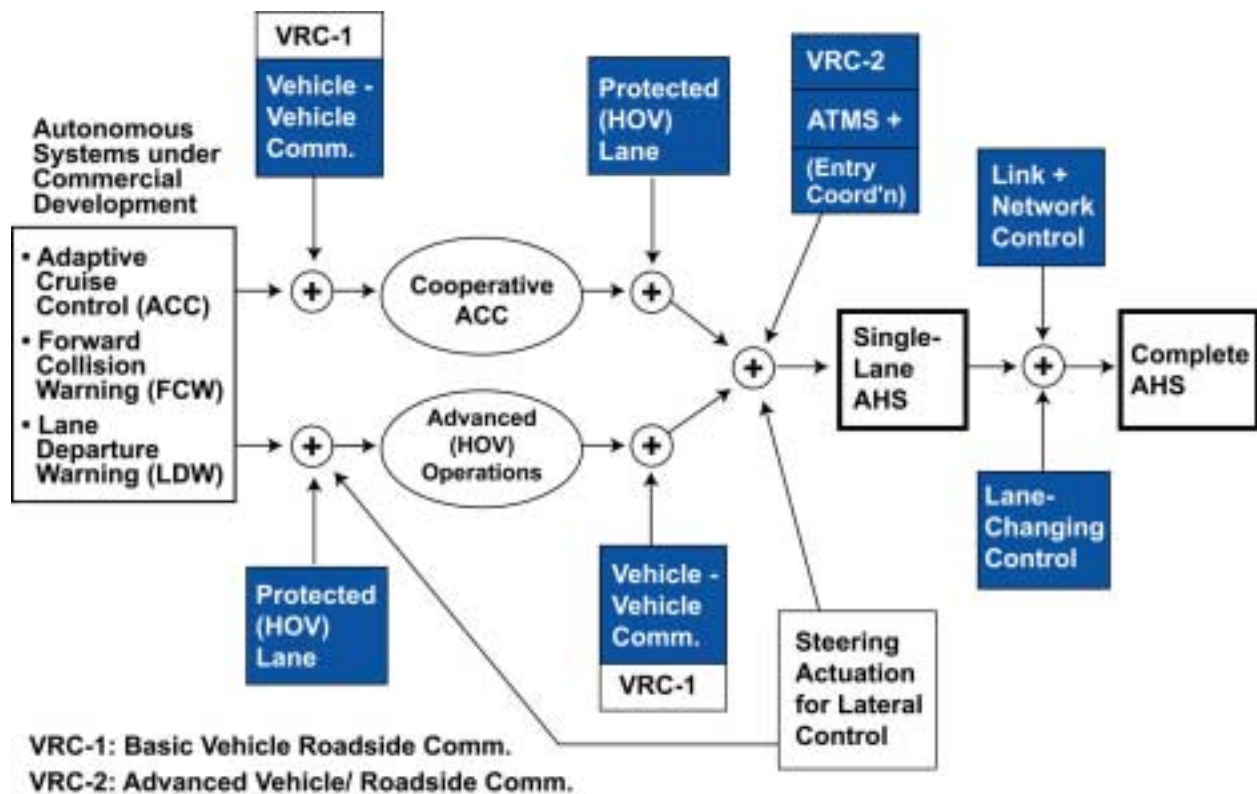 VRC-1
Vehicle -
Vehicle
Comm.
Protected
(HOV)
Lane
VRC-2
ATMS +
(Entry
Coord'n)
Link +
Network
Control
Autonomous
Systems under
Commercial
Development
• Adaptive
Cruise
Control (ACC)
• Forward
Collision
Warning (FCW)
• Lane
Departure
Warning (LDW)
+
Cooperative
ACC
+
+
Single-
Lane
AHS
+
Complete
AHS
+
Advanced
(HOV)
Operations
+
Protected
(HOV)
Lane
Vehicle -
Vehicle
Comm.
VRC-1
Steering
Actuation
for Lateral
Control
Lane-
Changing
Control
VRC-1: Basic Vehicle Roadside Comm.
VRC-2: Advanced Vehicle/ Roadside Comm.